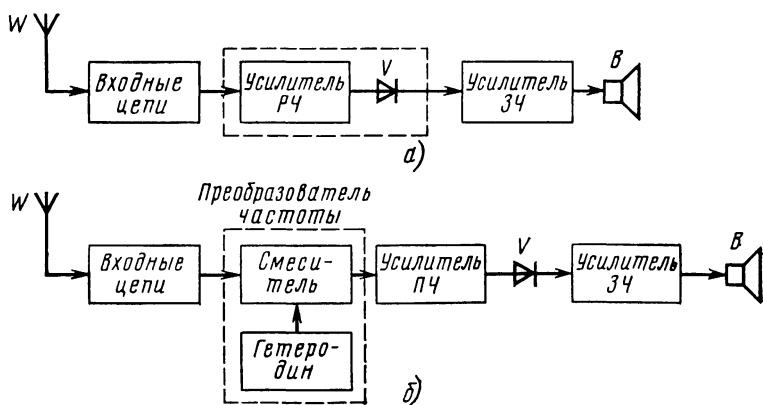 W
Входные
цепи
Усилитель
РЧ
V
Усилитель
ЗЧ
В
а)
Преобразователь
частоты
W
Входные
цепи
Смеси-
тель
Гетеро-
дин
Усилитель
ПЧ
V
Усилитель
ЗЧ
В
б)